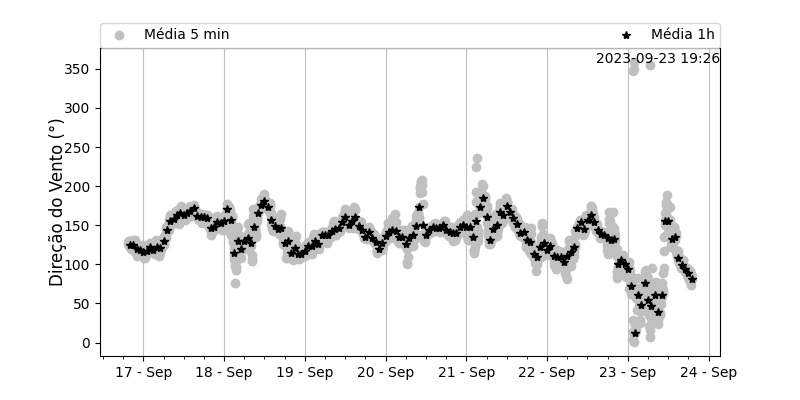 Média 5 min
Média 1h
2023-09-23 19:26
Direção do Vento (°)
350
300
250
200
150
100
50
0
17 - Sep
18 - Sep
19 - Sep
20 - Sep
21 - Sep
22 - Sep
23 - Sep
24 - Sep